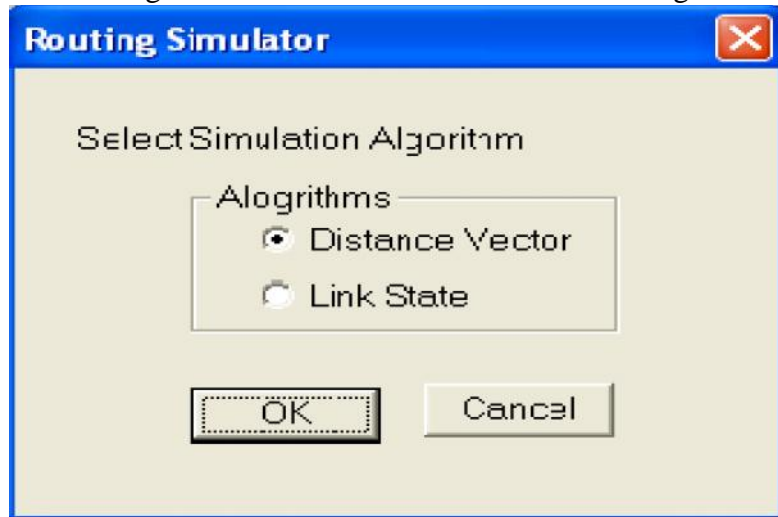 Routing Simulator
Select Simulation Algorithm
Alogrithms
Distance Vector
Link State
OK
Cancel